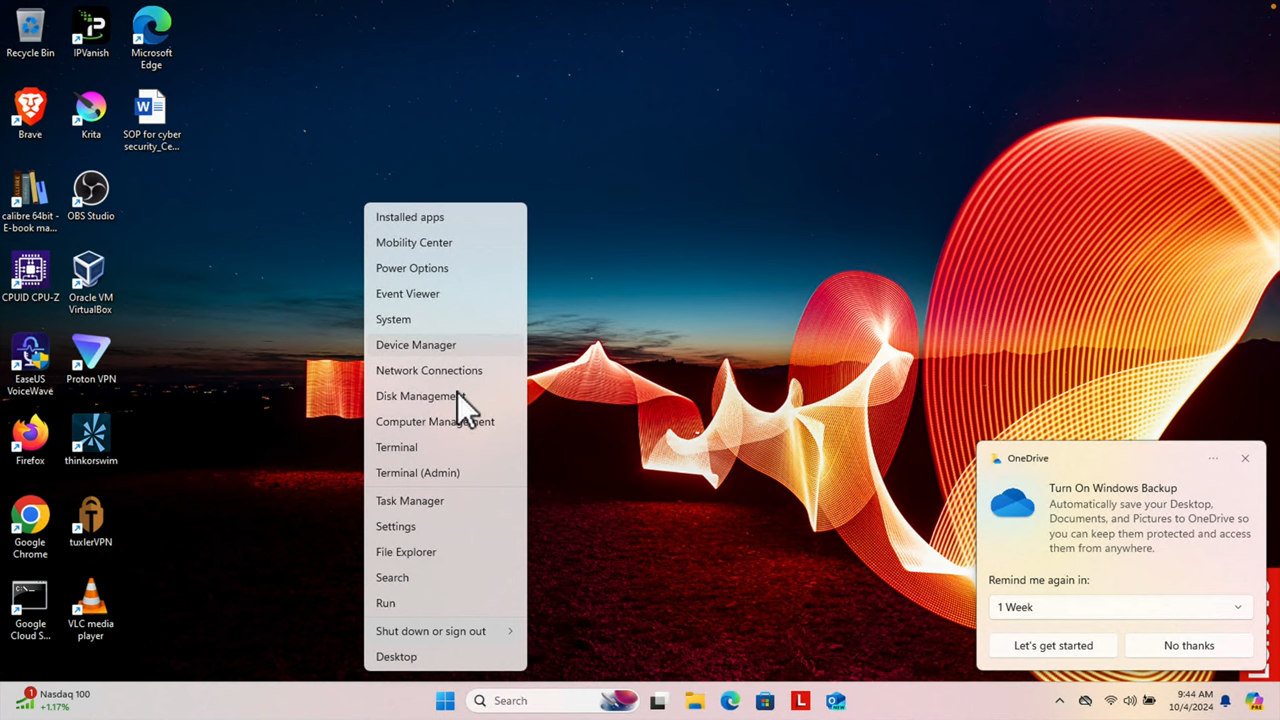 Recycle Bin
IPVanish
Microsoft
Edge
Brave
Krita
SOP for cyber
security_Ce...
calibre 64bit -
E-book ma...
OBS Studio
CPUID CPU-Z
Oracle VM
VirtualBox
EaseUS
VoiceWave
Proton VPN
Firefox
thinkorswim
Google
Chrome
tuxlerVPN
Google
Cloud S...
VLC media
player
Installed apps
Mobility Center
Power Options
Event Viewer
System
Device Manager
Network Connections
Disk Management
Computer Management
Terminal
Terminal (Admin)
Task Manager
Settings
File Explorer
Search
Run
Shut down or sign out
Desktop
OneDrive
Turn On Windows Backup
Automatically save your Desktop,
Documents, and Pictures to OneDrive so
you can keep them protected and access
them from anywhere.
Remind me again in:
1 Week
Let's get started
No thanks
1
Nasdaq 100
+1.17%
Search
L
NEW
9:44 AM
10/4/2024
PRE